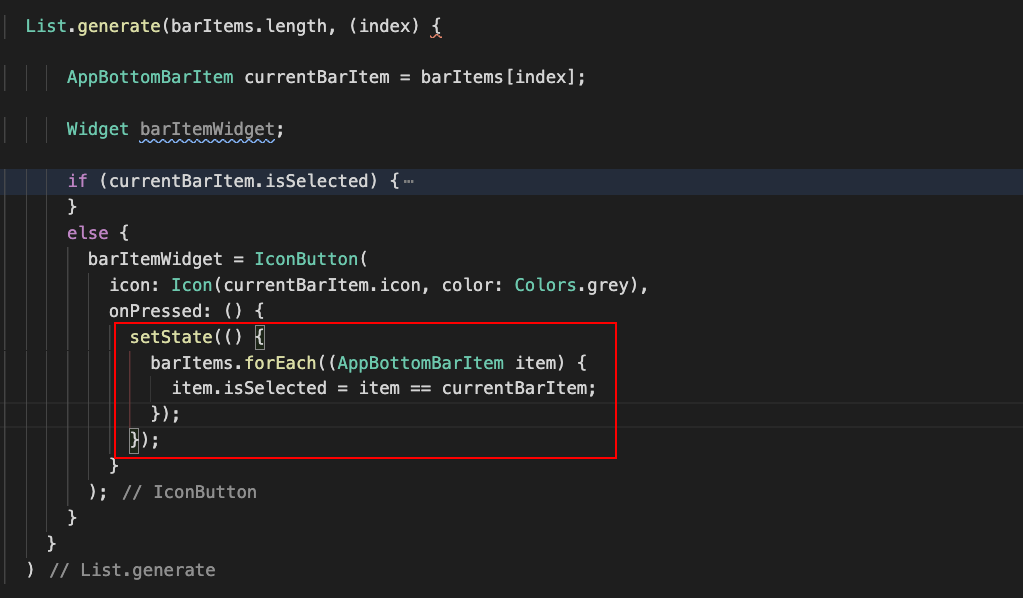 List.generate(barItems.length, (index) {
AppBottomBarItem currentBarItem = barItems[index];
Widget barItemWidget;
if (currentBarItem.isSelected) {⋯
}
else {
barItemWidget = IconButton(
icon: Icon(currentBarItem.icon, color: Colors.grey),
onPressed: () {
setState(() {
barItems.forEach((AppBottomBarItem item) {
item.isSelected = item == currentBarItem;
});
});
}
); // IconButton
}
}
) // List.generate